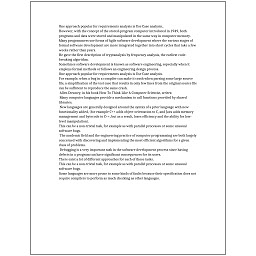 One approach popular for requirements analysis is Use Case analysis.
However, with the concept of the stored-program computer introduced in 1949, both
programs and data were stored and manipulated in the same way in computer memory.
Many programmers use forms of Agile software development where the various stages of
formal software development are more integrated together into short cycles that take a few
weeks rather than years.
He gave the first description of cryptanalysis by frequency analysis, the earliest code-
breaking algorithm.
Readability is software development is known as software engineering, especially when it
employs formal methods or follows an engineering design process.
One approach popular for requirements analysis is Use Case analysis.
For example, when a bug in a compiler can make it crash when parsing some large source
file, a simplification of the test case that results in only few lines from the original source file
can be sufficient to reproduce the same crash.
Allen Downey, in his book How To Think Like A Computer Scientist, writes:
Many computer languages provide a mechanism to call functions provided by shared
libraries.
New languages are generally designed around the syntax of a prior language with new
functionality added, (for example C++ adds object-orientation to C, and Java adds memory
management and bytecode to C++, but as a result, loses efficiency and the ability for low-
level manipulation).
This can be a non-trivial task, for example as with parallel processes or some unusual
software bugs.
The academic field and the engineering practice of computer programming are both largely
concerned with discovering and implementing the most efficient algorithms for a given
class of problems.
Debugging is a very important task in the software development process since having
defects in a program can have significant consequences for its users.
There exist a lot of different approaches for each of those tasks.
This can be a non-trivial task, for example as with parallel processes or some unusual
software bugs.
Some languages are more prone to some kinds of faults because their specification does not
require compilers to perform as much checking as other languages.